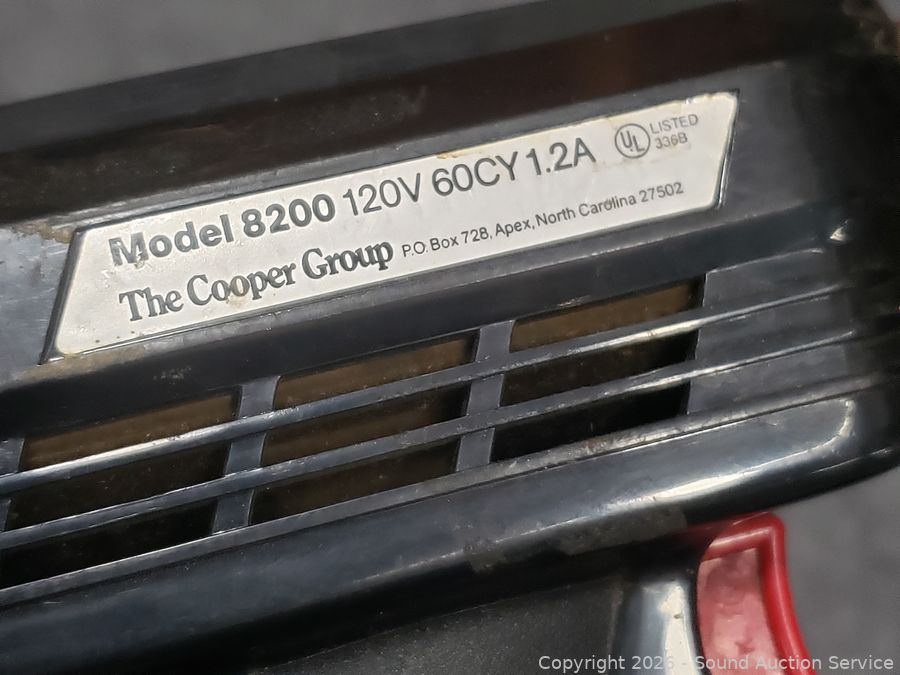 Model 8200 120V 60CY 1.2A UL LISTED 336B
The Cooper Group P.O. Box 728, Apex, North Carolina 27502
Copyright 2026 - Sound Auction Service